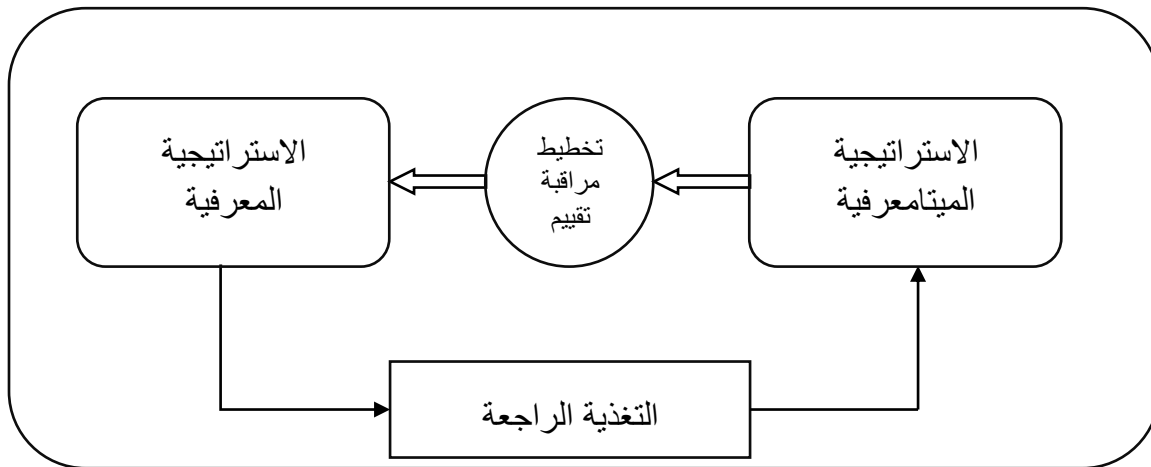 الاستراتيجية
الميتامعرفية
تخطيط
مراقبة
تقييم
الاستراتيجية
المعرفية
التغذية الراجعة